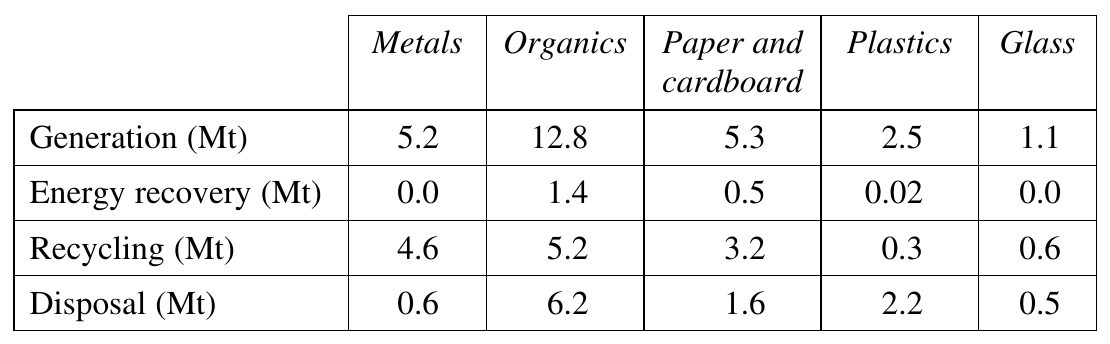 Metals Organics Paper and cardboard Plastics Glass
Generation (Mt) 5.2 12.8 5.3 2.5 1.1
Energy recovery (Mt) 0.0 1.4 0.5 0.02 0.0
Recycling (Mt) 4.6 5.2 3.2 0.3 0.6
Disposal (Mt) 0.6 6.2 1.6 2.2 0.5